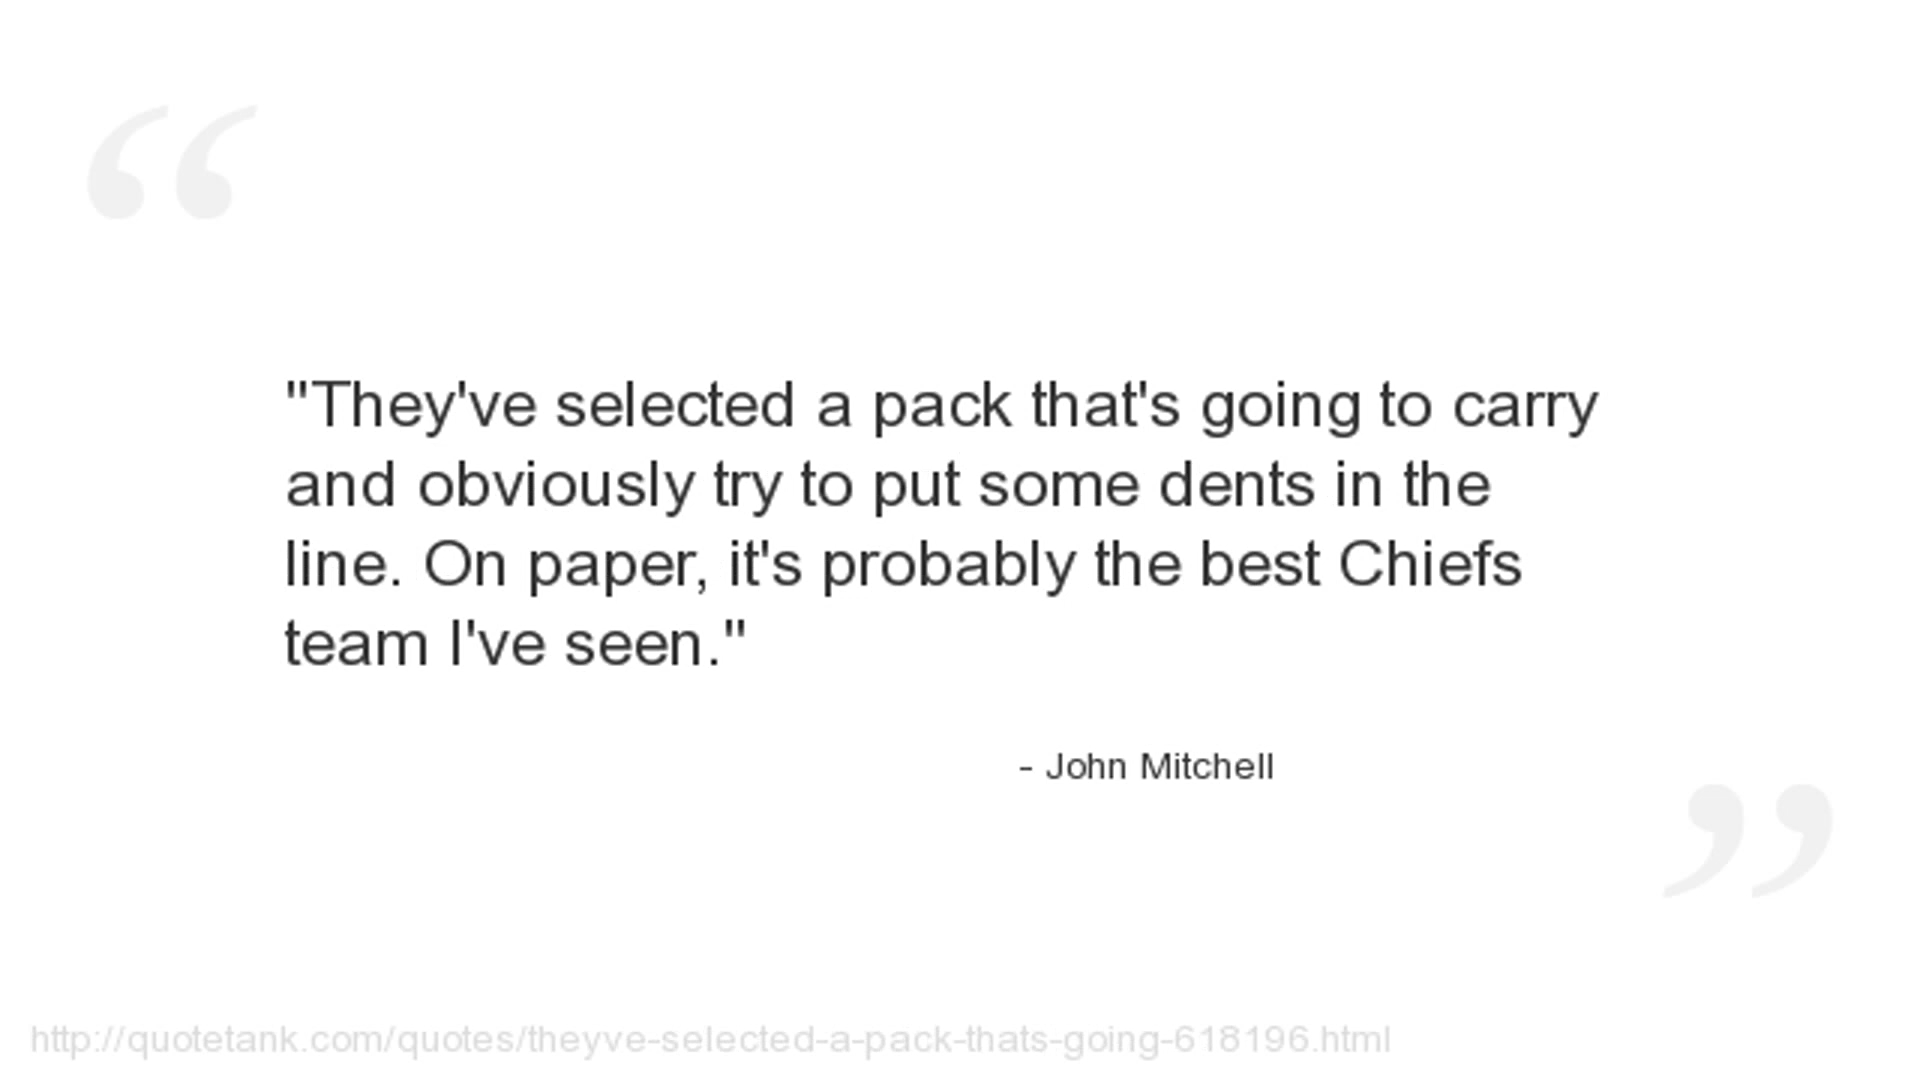 "They've selected a pack that's going to carry
and obviously try to put some dents in the
line. On paper, it's probably the best Chiefs
team I've seen."
- John Mitchell
http://quotetank.com/quotes/theyve-selected-a-pack-thats-going-618196.html